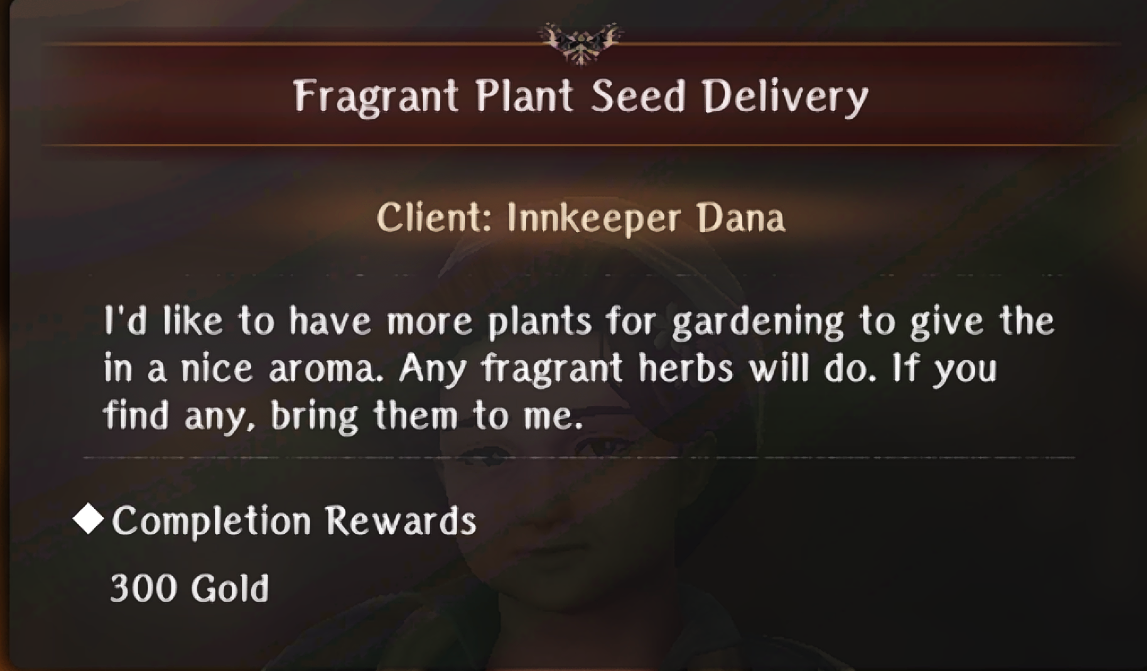 Fragrant Plant Seed Delivery
Client: Innkeeper Dana
I'd like to have more plants for gardening to give the
in a nice aroma. Any fragrant herbs will do. If you
find any, bring them to me.
Completion Rewards
300 Gold